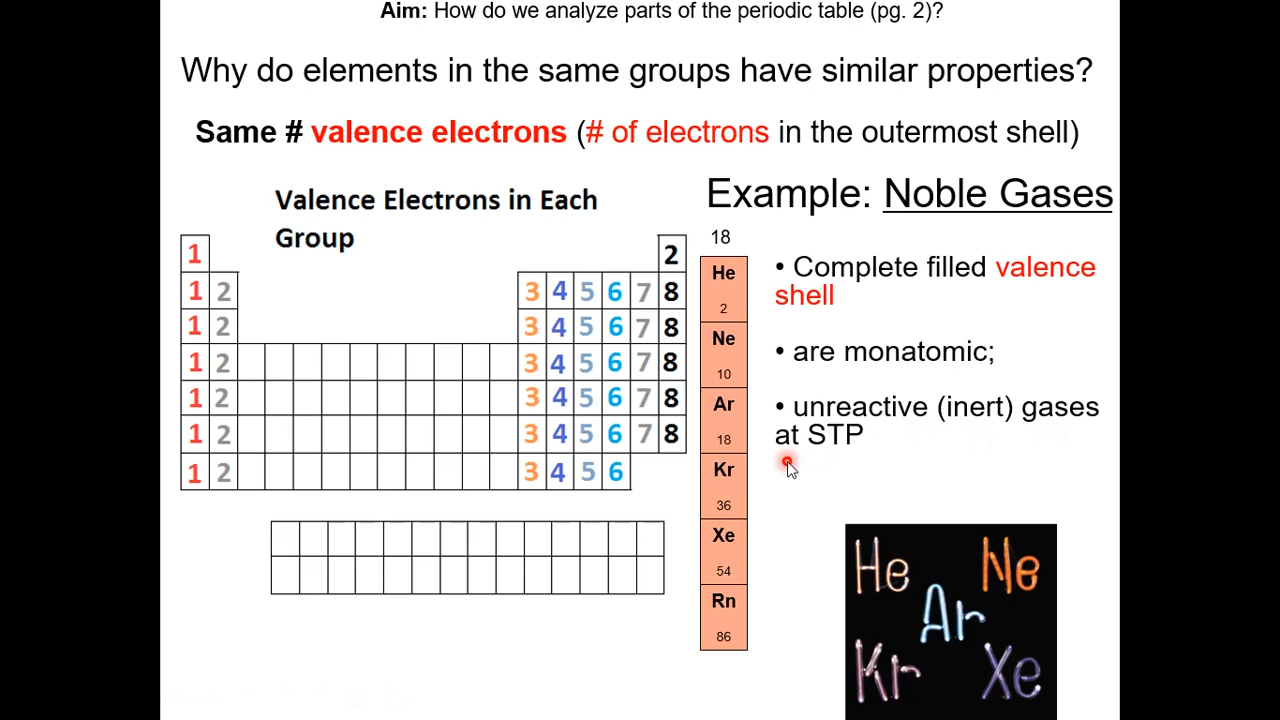 Aim: How do we analyze parts of the periodic table (pg. 2)?
Why do elements in the same groups have similar properties?
Same # valence electrons (# of electrons in the outermost shell)
Valence Electrons in Each
Group
1 2
1 2 3 4 5 6 7 8
1 2 3 4 5 6 7 8
1 2 3 4 5 6 7 8
1 2 3 4 5 6 7 8
1 2 3 4 5 6 7 8
1 2 3 4 5 6
Example: Noble Gases
18
He
2
Ne
10
Ar
18
Kr
36
Xe
54
Rn
86
• Complete filled valence
shell
• are monatomic;
• unreactive (inert) gases
at STP
He Ne
Ar
Kr Xe